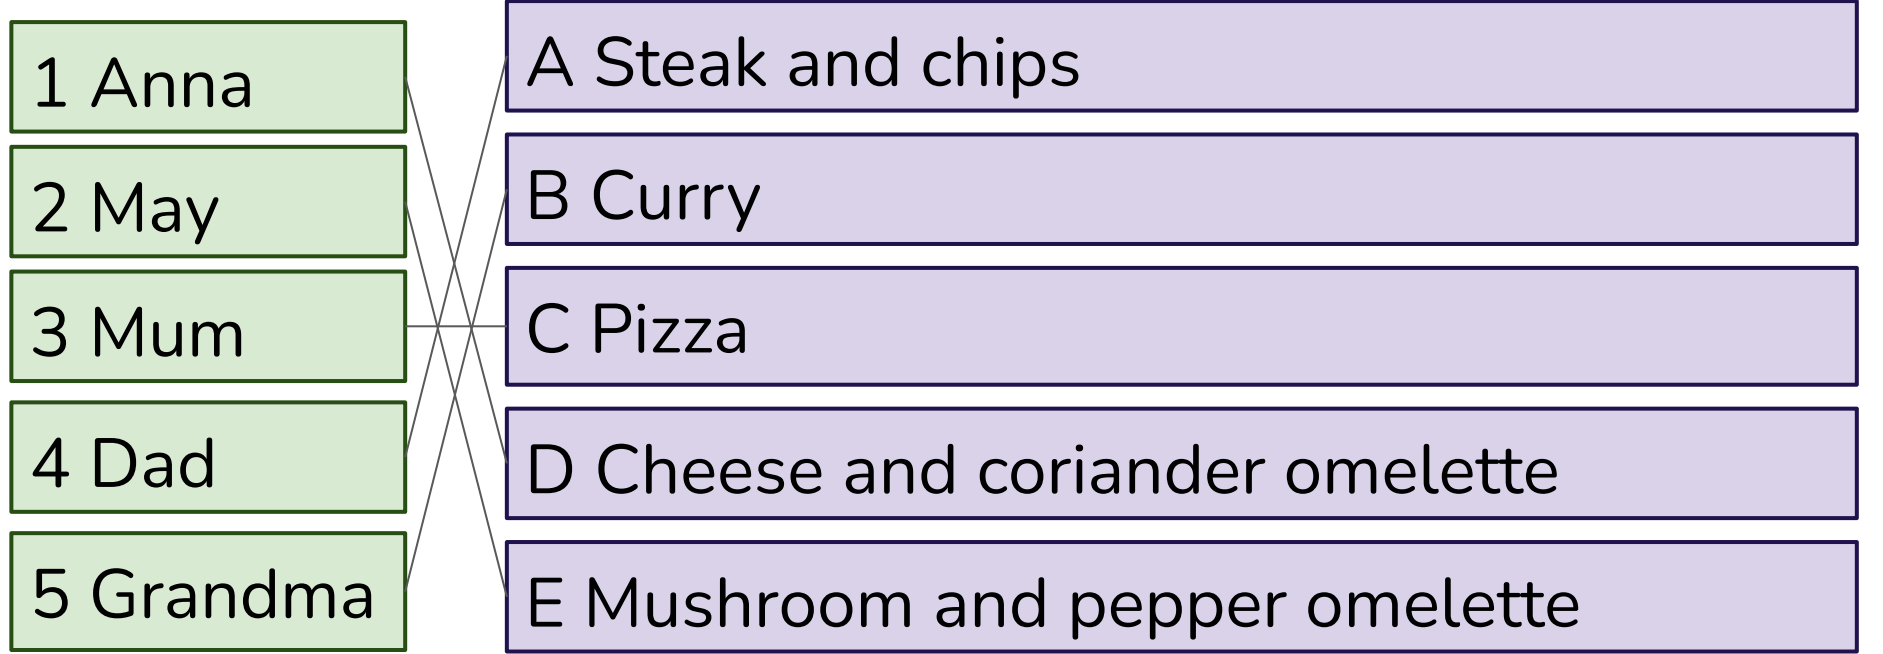 1 Anna
2 May
3 Mum
4 Dad
5 Grandma
A Steak and chips
B Curry
C Pizza
D Cheese and coriander omelette
E Mushroom and pepper omelette